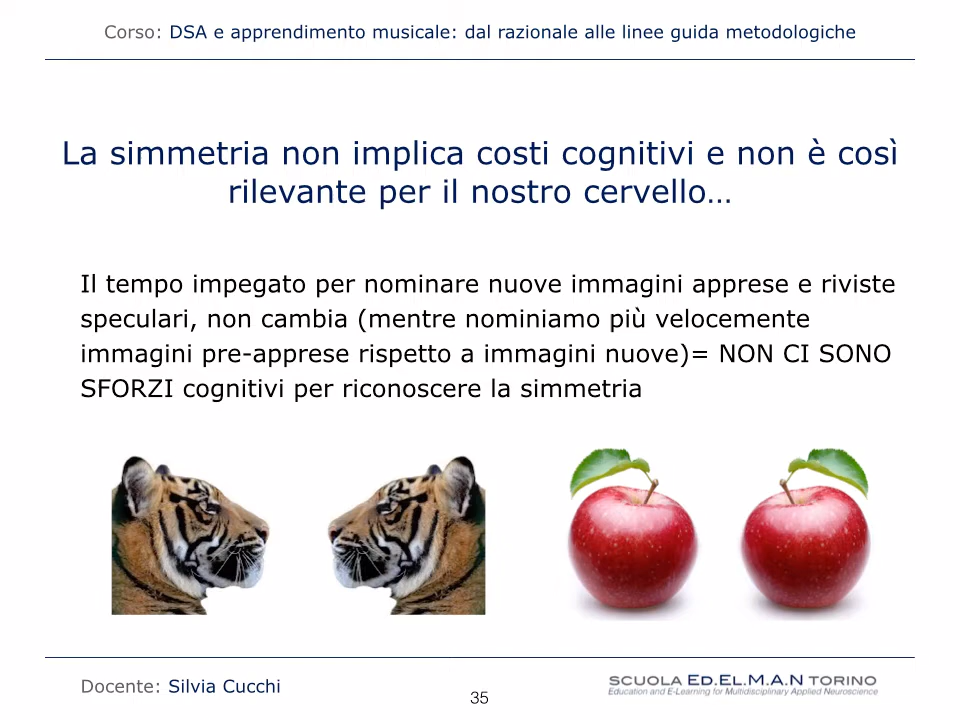 Corso: DSA e apprendimento musicale: dal razionale alle linee guida metodologiche
La simmetria non implica costi cognitivi e non è così
rilevante per il nostro cervello…
Il tempo impegato per nominare nuove immagini apprese e riviste
speculari, non cambia (mentre nominiamo più velocemente
immagini pre-apprese rispetto a immagini nuove)= NON CI SONO
SFORZI cognitivi per riconoscere la simmetria
Docente: Silvia Cucchi
35
SCUOLA ED.EL.M.A.N TORINO
Education and E-Learning for Multidisciplinary Applied Neuroscience